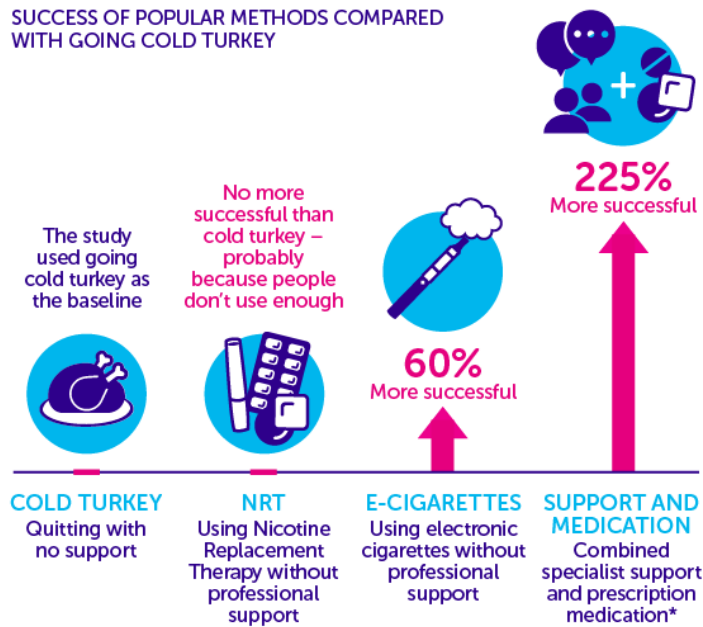 SUCCESS OF POPULAR METHODS COMPARED
WITH GOING COLD TURKEY
The study
used going
cold turkey as
the baseline
No more
successful than
cold turkey –
probably
because people
don't use enough
60%
More successful
225%
More successful
COLD TURKEY
Quitting with
no support
NRT
Using Nicotine
Replacement
Therapy without
professional
support
E-CIGARETTES
Using electronic
cigarettes without
professional
support
SUPPORT AND
MEDICATION
Combined
specialist support
and prescription
medication*